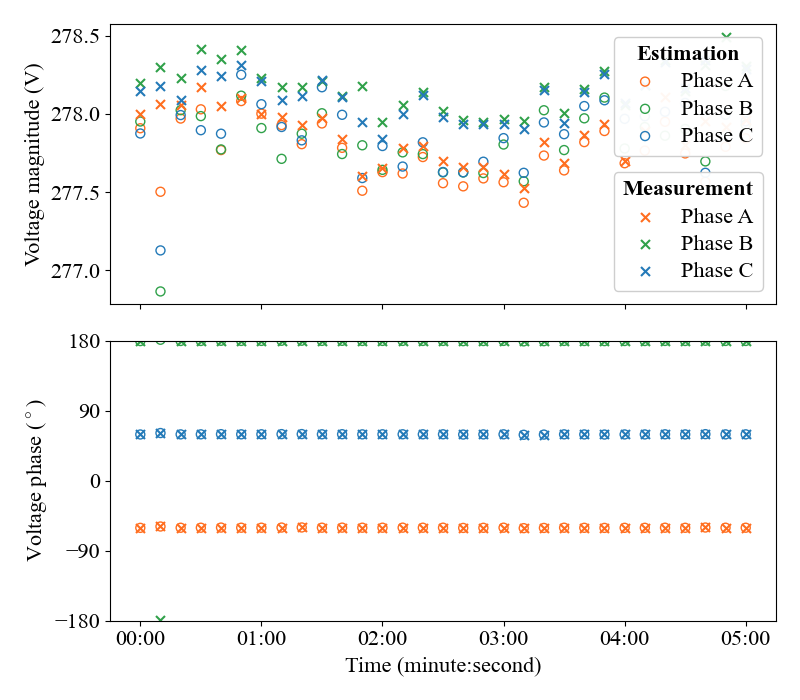 278.5
278.0
277.5
277.0
Voltage magnitude (V)
Estimation
Phase A
Phase B
Phase C
Measurement
Phase A
Phase B
Phase C
180
90
0
−90
−180
Voltage phase (°)
00:00 01:00 02:00 03:00 04:00 05:00
Time (minute:second)